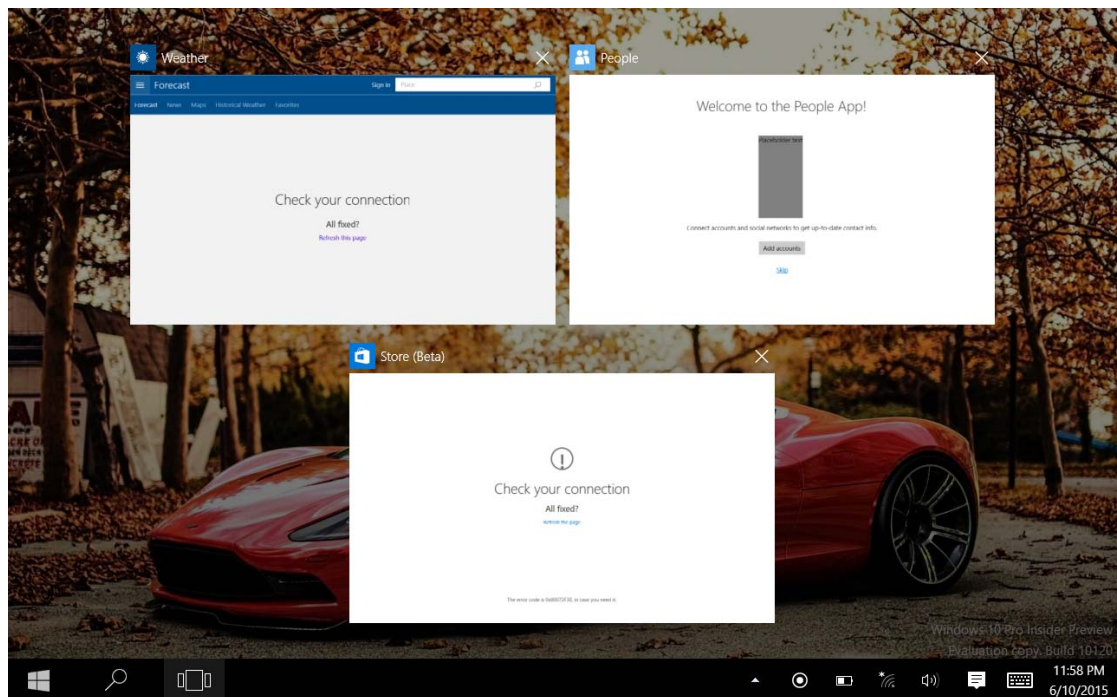 Weather
People
Forecast
Sign in
Place
Forecast News Maps Historical Weather Favorites
Check your connection
All fixed?
Refresh this page
Welcome to the People App!
Placeholder text
Connect accounts and social networks to get up-to-date contact info.
Add accounts
Skip
Store (Beta)
Check your connection
All fixed?
Refresh the page
Windows 10 Pro Insider Preview
Evaluation copy. Build 10120
11:58 PM
6/10/2015